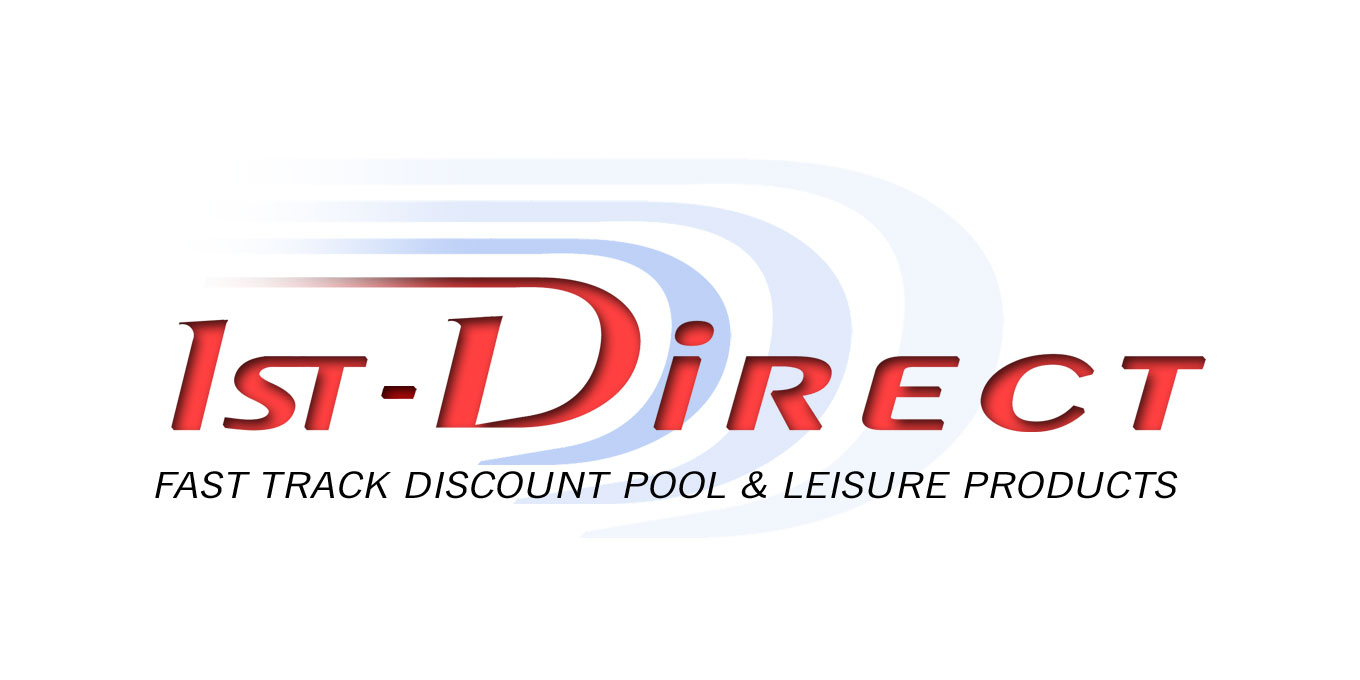 1st-Direct
FAST TRACK DISCOUNT POOL & LEISURE PRODUCTS